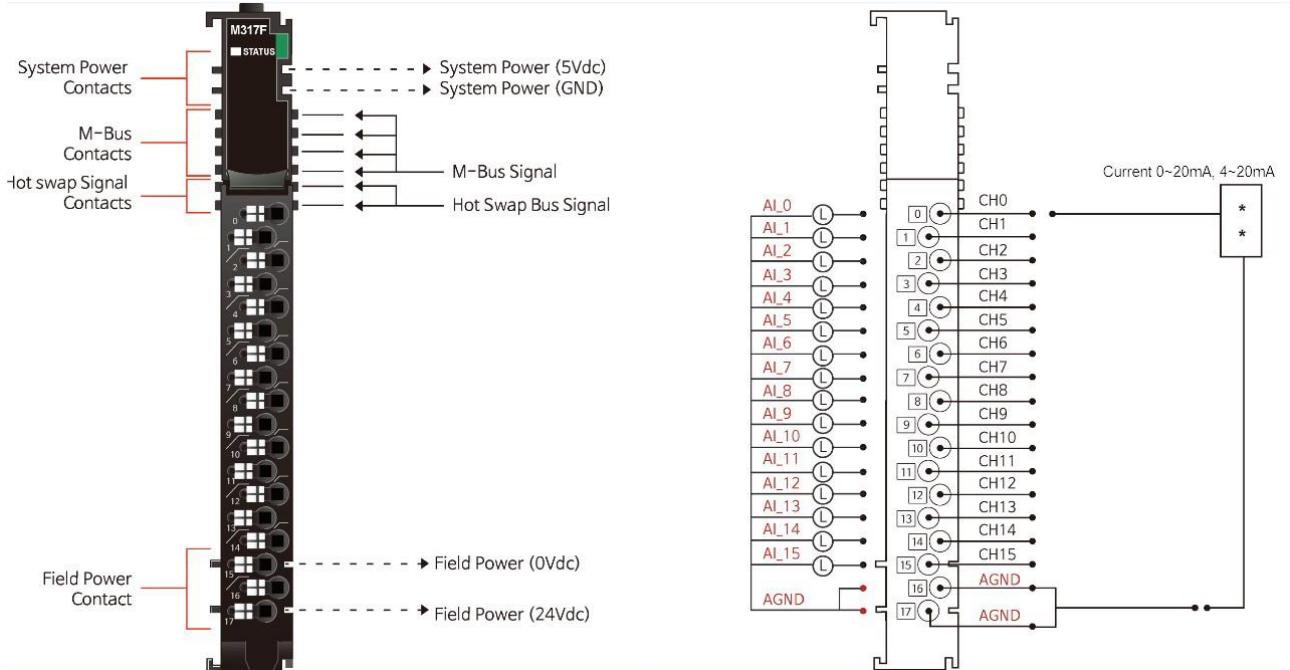 M317F
STATUS
System Power
Contacts
System Power (5Vdc)
System Power (GND)
M-Bus
Contacts
M-Bus Signal
Hot swap Signal
Contacts
Hot Swap Bus Signal
0
1
2
3
4
5
6
7
8
9
10
11
12
13
14
15
16
17
Field Power
Contact
Field Power (0Vdc)
Field Power (24Vdc)
Current 0~20mA, 4~20mA
*
*
AI_0 L 0 CH0
AI_1 L 1 CH1
AI_2 L 2 CH2
AI_3 L 3 CH3
AI_4 L 4 CH4
AI_5 L 5 CH5
AI_6 L 6 CH6
AI_7 L 7 CH7
AI_8 L 8 CH8
AI_9 L 9 CH9
AI_10 L 10 CH10
AI_11 L 11 CH11
AI_12 L 12 CH12
AI_13 L 13 CH13
AI_14 L 14 CH14
AI_15 L 15 CH15
AGND 16 AGND
17 AGND